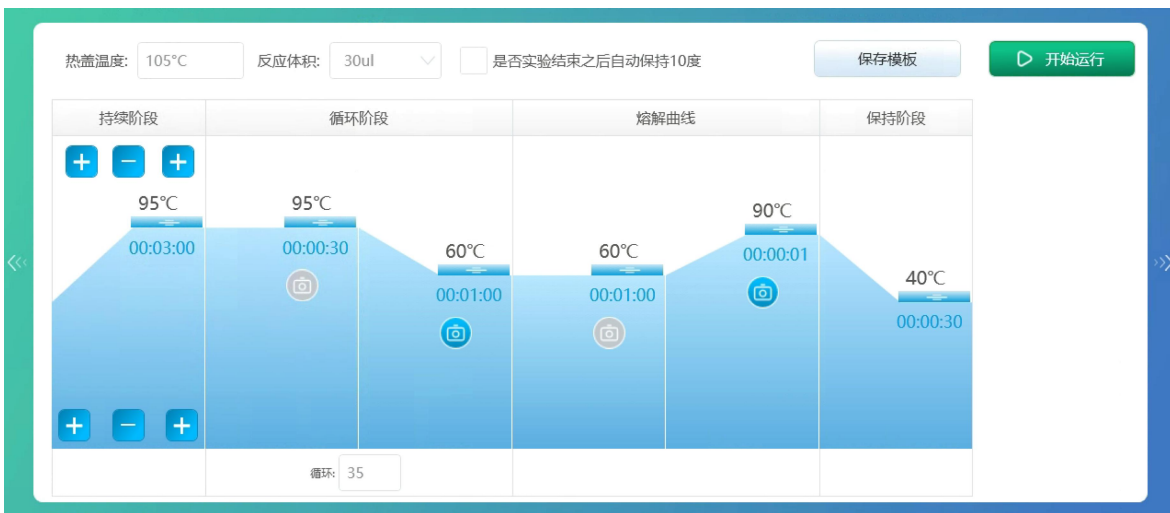 热盖温度: 105°C 反应体积: 30ul 是否实验结束之后自动保持10度 保存模板 开始运行
持续阶段 循环阶段 熔解曲线 保持阶段
95℃ 95℃ 90℃
00:03:00 00:00:30 60℃ 60℃ 00:00:01
00:01:00 00:01:00 40℃
00:00:30
循环: 35